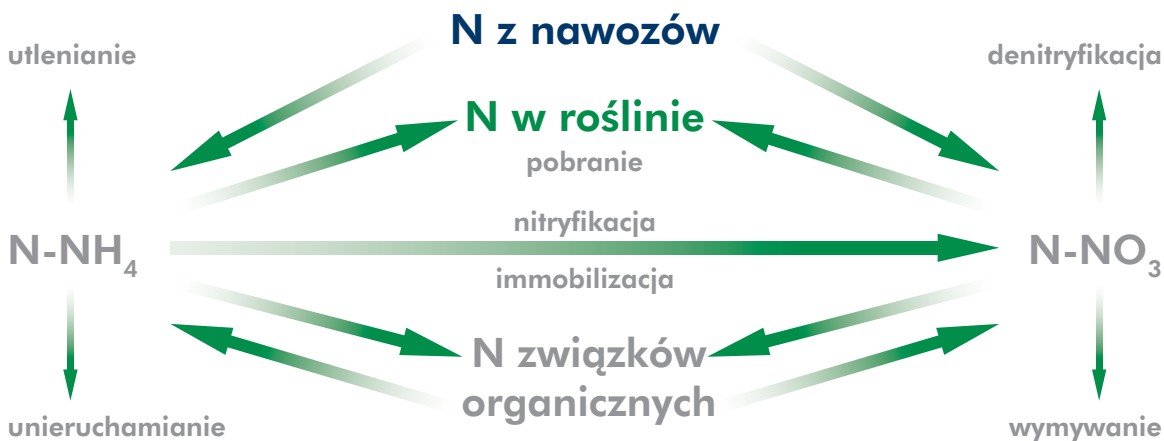 N z nawozów
utlenianie
denitryfikacja
N w roślinie
pobranie
nitryfikacja
N-NH₄
N-NO₃
immobilizacja
N związków
organicznych
unieruchamianie
wymywanie